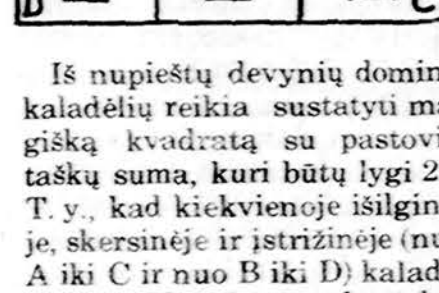 D C
Iš nupieštų devynių domin
kaladėlių reikia sustatyti ma
gišką kvadratą su pastovi
taškų suma, kuri būtų lygi 2
T. y., kad kiekvienoje išilgin
je, skersinėje ir įstrižinėje (nu
A iki C ir nuo B iki D) kalad